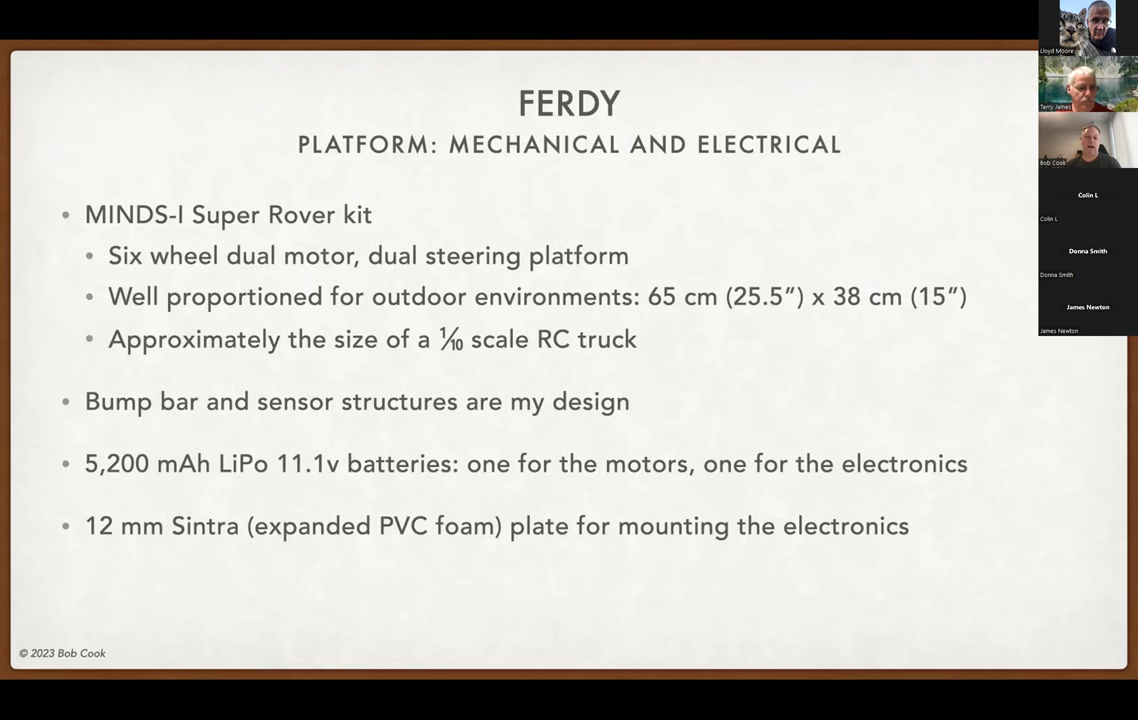 FERDY
PLATFORM: MECHANICAL AND ELECTRICAL
• MINDS-I Super Rover kit
• Six wheel dual motor, dual steering platform
• Well proportioned for outdoor environments: 65 cm (25.5”) x 38 cm (15”)
• Approximately the size of a ⅒ scale RC truck
• Bump bar and sensor structures are my design
• 5,200 mAh LiPo 11.1v batteries: one for the motors, one for the electronics
• 12 mm Sintra (expanded PVC foam) plate for mounting the electronics
© 2023 Bob Cook
Lloyd Moore
Terry James
Bob Cook
Colin L
Colin L
Donna Smith
Donna Smith
James Newton
James Newton